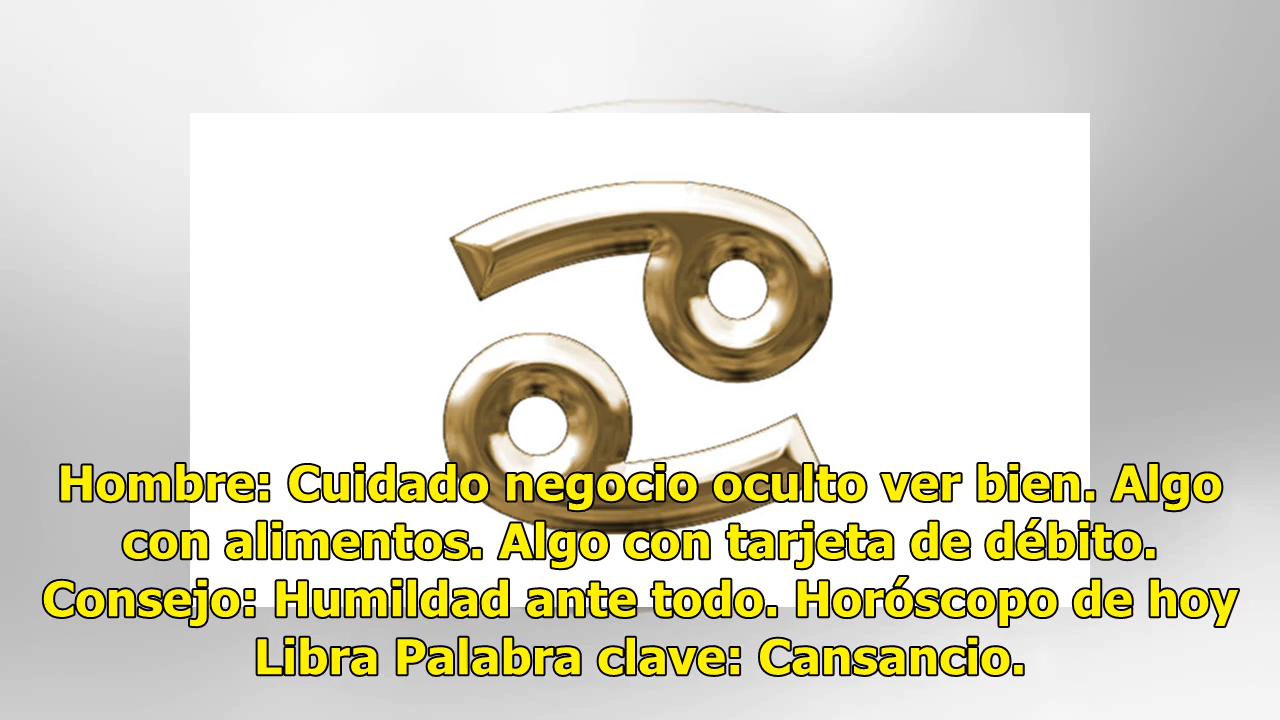 Hombre: Cuidado negocio oculto ver bien. Algo
con alimentos. Algo con tarjeta de débito.
Consejo: Humildad ante todo. Horóscopo de hoy
Libra Palabra clave: Cansancio.